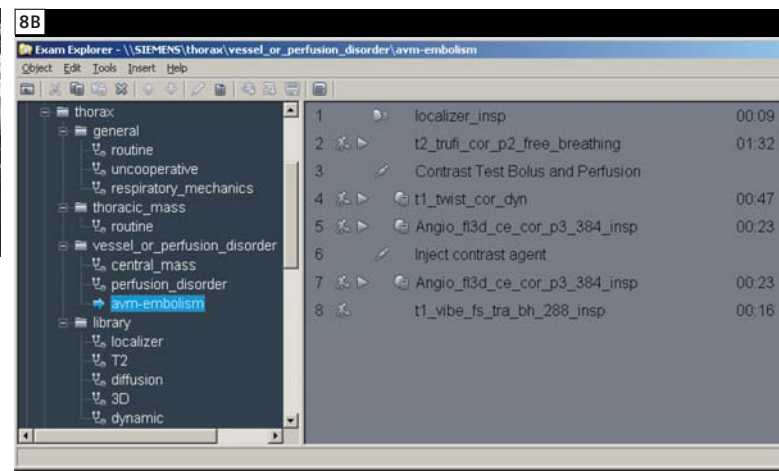 8B
Exam Explorer - \\SIEMENS\thorax\vessel_or_perfusion_disorder\avm-embolism
Object Edit Tools Insert Help
thorax
general
routine
uncooperative
respiratory_mechanics
thoracic_mass
routine
vessel_or_perfusion_disorder
central_mass
perfusion_disorder
avm-embolism
library
localizer
T2
diffusion
3D
dynamic
1 localizer_insp 00:09
2 t2_trufi_cor_p2_free_breathing 01:32
3 Contrast Test Bolus and Perfusion
4 t1_twist_cor_dyn 00:47
5 Angio_fl3d_ce_cor_p3_384_insp 00:23
6 Inject contrast agent
7 Angio_fl3d_ce_cor_p3_384_insp 00:23
8 t1_vibe_fs_tra_bh_288_insp 00:16